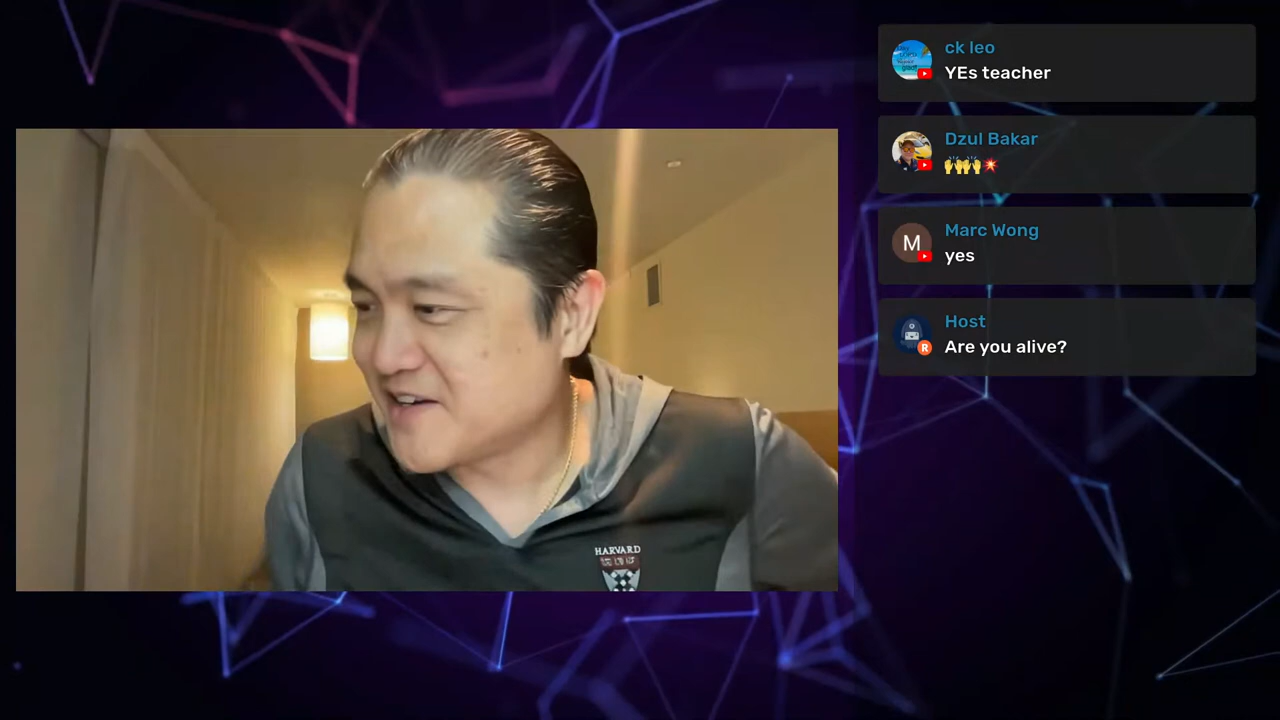 ck leo
YEs teacher
Dzul Bakar
🙌🙌🙌💥
Marc Wong
M
yes
Host
Are you alive?
R
HARVARD